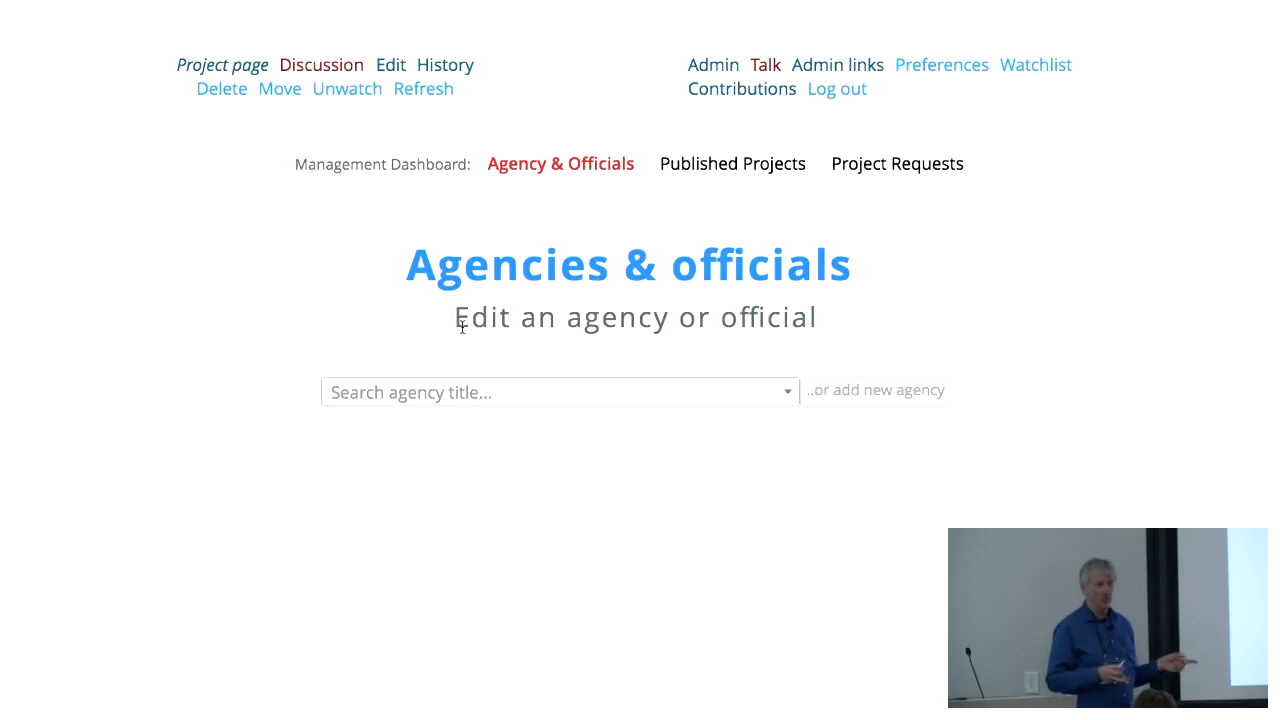 Project page Discussion Edit History
Delete Move Unwatch Refresh
Admin Talk Admin links Preferences Watchlist
Contributions Log out
Management Dashboard: Agency & Officials Published Projects Project Requests
Agencies & officials
Edit an agency or official
Search agency title...
..or add new agency